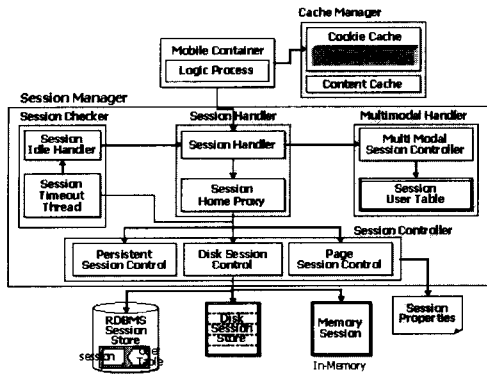 Cache Manager
Cookie Cache
Content Cache
Mobile Container
Logic Process
Session Manager
Session Checker
Session
Idle Handler
Session
Timeout
Thread
Session Handler
Session Handler
Session
Home Proxy
Multimodal Handler
Multi Modal
Session Controller
Session
User Table
Session Controller
Persistent
Session Control
Disk Session
Control
Page
Session Control
RDBMS
Session
Store
session
Table
Disk
Session
Store
Memory
Session
In-Memory
Session
Properties